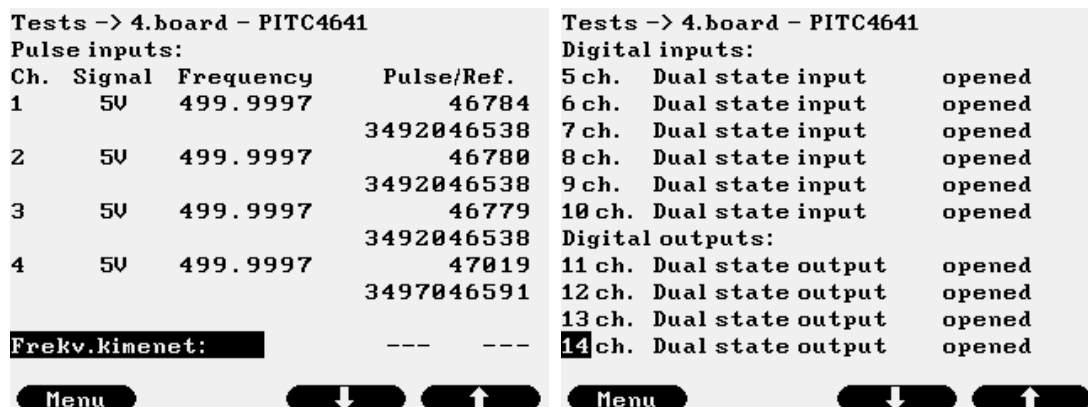 Tests -> 4.board - PITC4641
Pulse inputs:
Ch. Signal Frequency Pulse/Ref.
1 5V 499.9997 46784
3492046538
2 5V 499.9997 46780
3492046538
3 5V 499.9997 46779
3492046538
4 5V 499.9997 47019
3497046591
Frekv.kimenet: --- ---
Menu
Tests -> 4.board - PITC4641
Digital inputs:
5 ch. Dual state input opened
6 ch. Dual state input opened
7 ch. Dual state input opened
8 ch. Dual state input opened
9 ch. Dual state input opened
10 ch. Dual state input opened
Digital outputs:
11 ch. Dual state output opened
12 ch. Dual state output opened
13 ch. Dual state output opened
14 ch. Dual state output opened
Menu